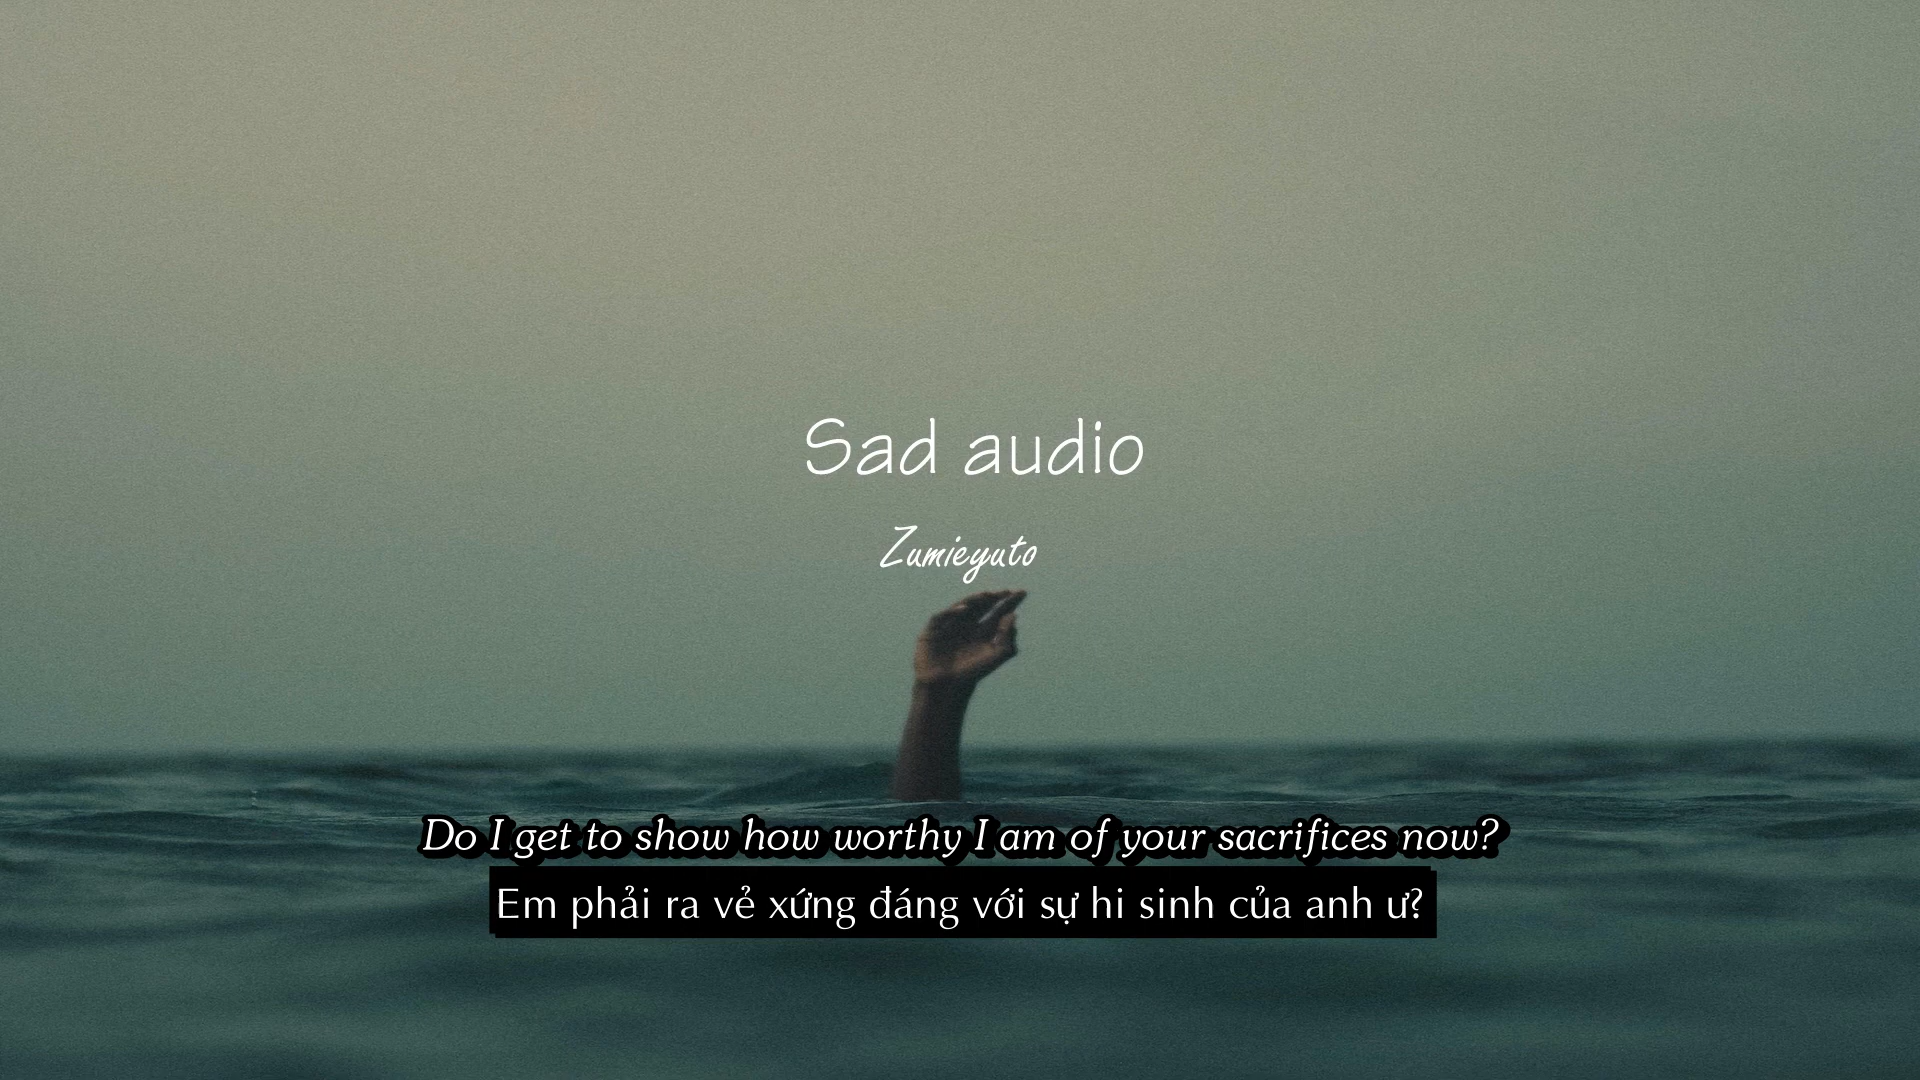 Sad audio
Zumieyuto
Do I get to show how worthy I am of your sacrifices now?
Em phải ra vẻ xứng đáng với sự hi sinh của anh ư?